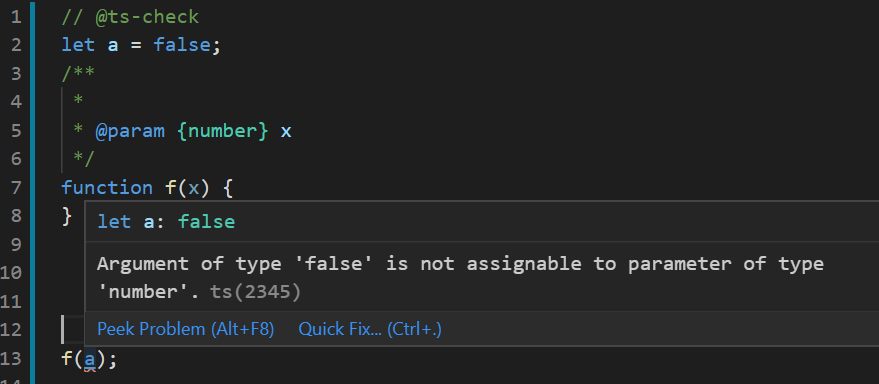 1 // @ts-check
2 let a = false;
3 /**
4 *
5 * @param {number} x
6 */
7 function f(x) {
8 }
let a: false
9
Argument of type 'false' is not assignable to parameter of type
10
'number'. ts(2345)
11
12
Peek Problem (Alt+F8) Quick Fix... (Ctrl+.)
13 f(a);